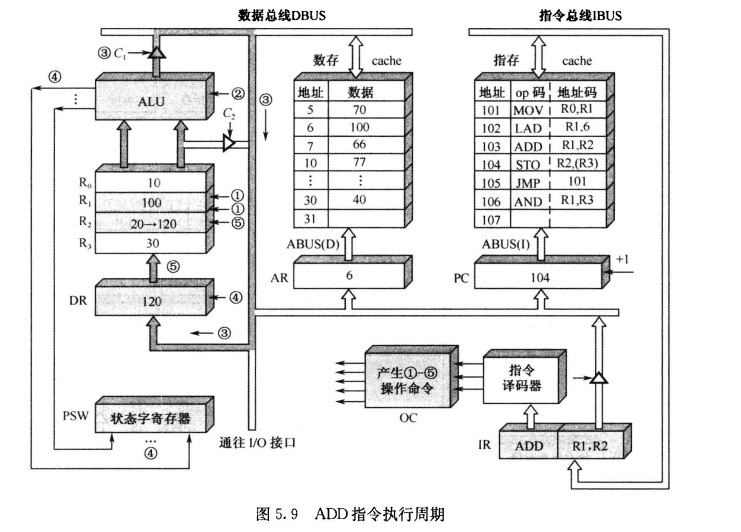 数据总线DBUS
指令总线IBUS
③ C₁
④
ALU
②
C₂
③
数存 cache
地址 数据
5 70
6 100
7 66
10 77
⋮ ⋮
30 40
31
指存 cache
地址 op 码 地址码
101 MOV R0,R1
102 LAD R1,6
103 ADD R1,R2
104 STO R2,(R3)
105 JMP 101
106 AND R1,R3
107
R₀ 10
R₁ 100 ①
①
R₂ 20→120 ⑤
R₃ 30
⑤
ABUS(D)
ABUS(I)
AR 6
PC 104 +1
DR 120 ④
③
产生①-⑤
操作命令
OC
指令
译码器
PSW 状态字寄存器
… ④
通往 I/O 接口
IR ADD R1,R2
图 5.9 ADD 指令执行周期